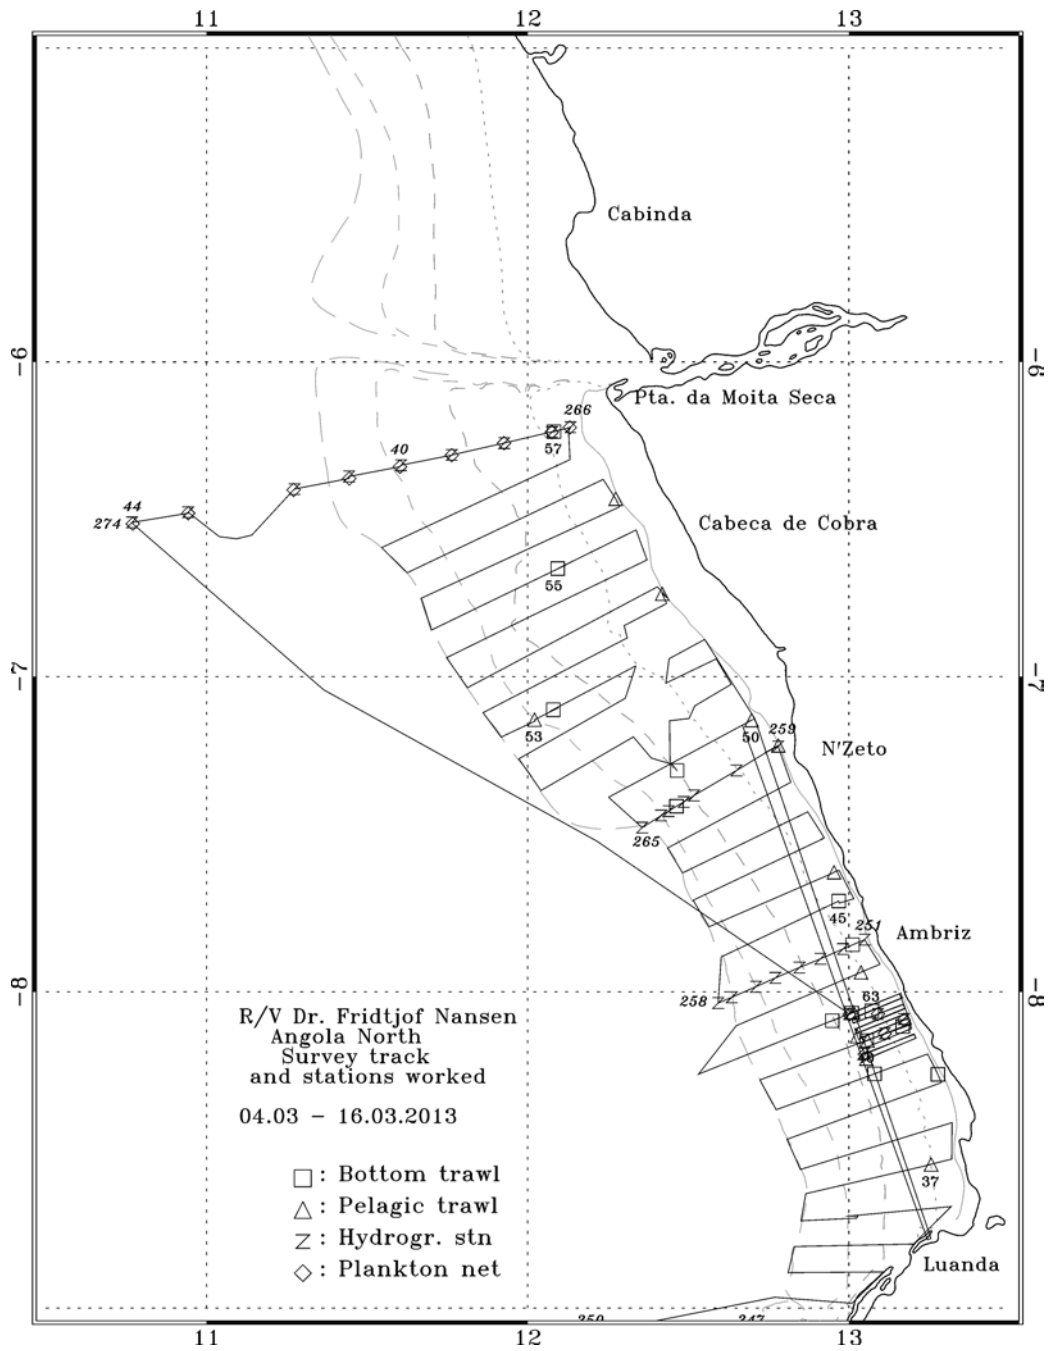 11 12 13
Cabinda
-6 -6
Pta. da Moita Seca
266
57
40
44
274
Cabeca de Cobra
55
-7 -7
53
50
259
N'Zeto
265
45
251
Ambriz
258
-8 -8
63
R/V Dr. Fridtjof Nansen
Angola North
Survey track
and stations worked
04.03 - 16.03.2013
: Bottom trawl
37
: Pelagic trawl
: Hydrogr. stn
Luanda
: Plankton net
11 12 13